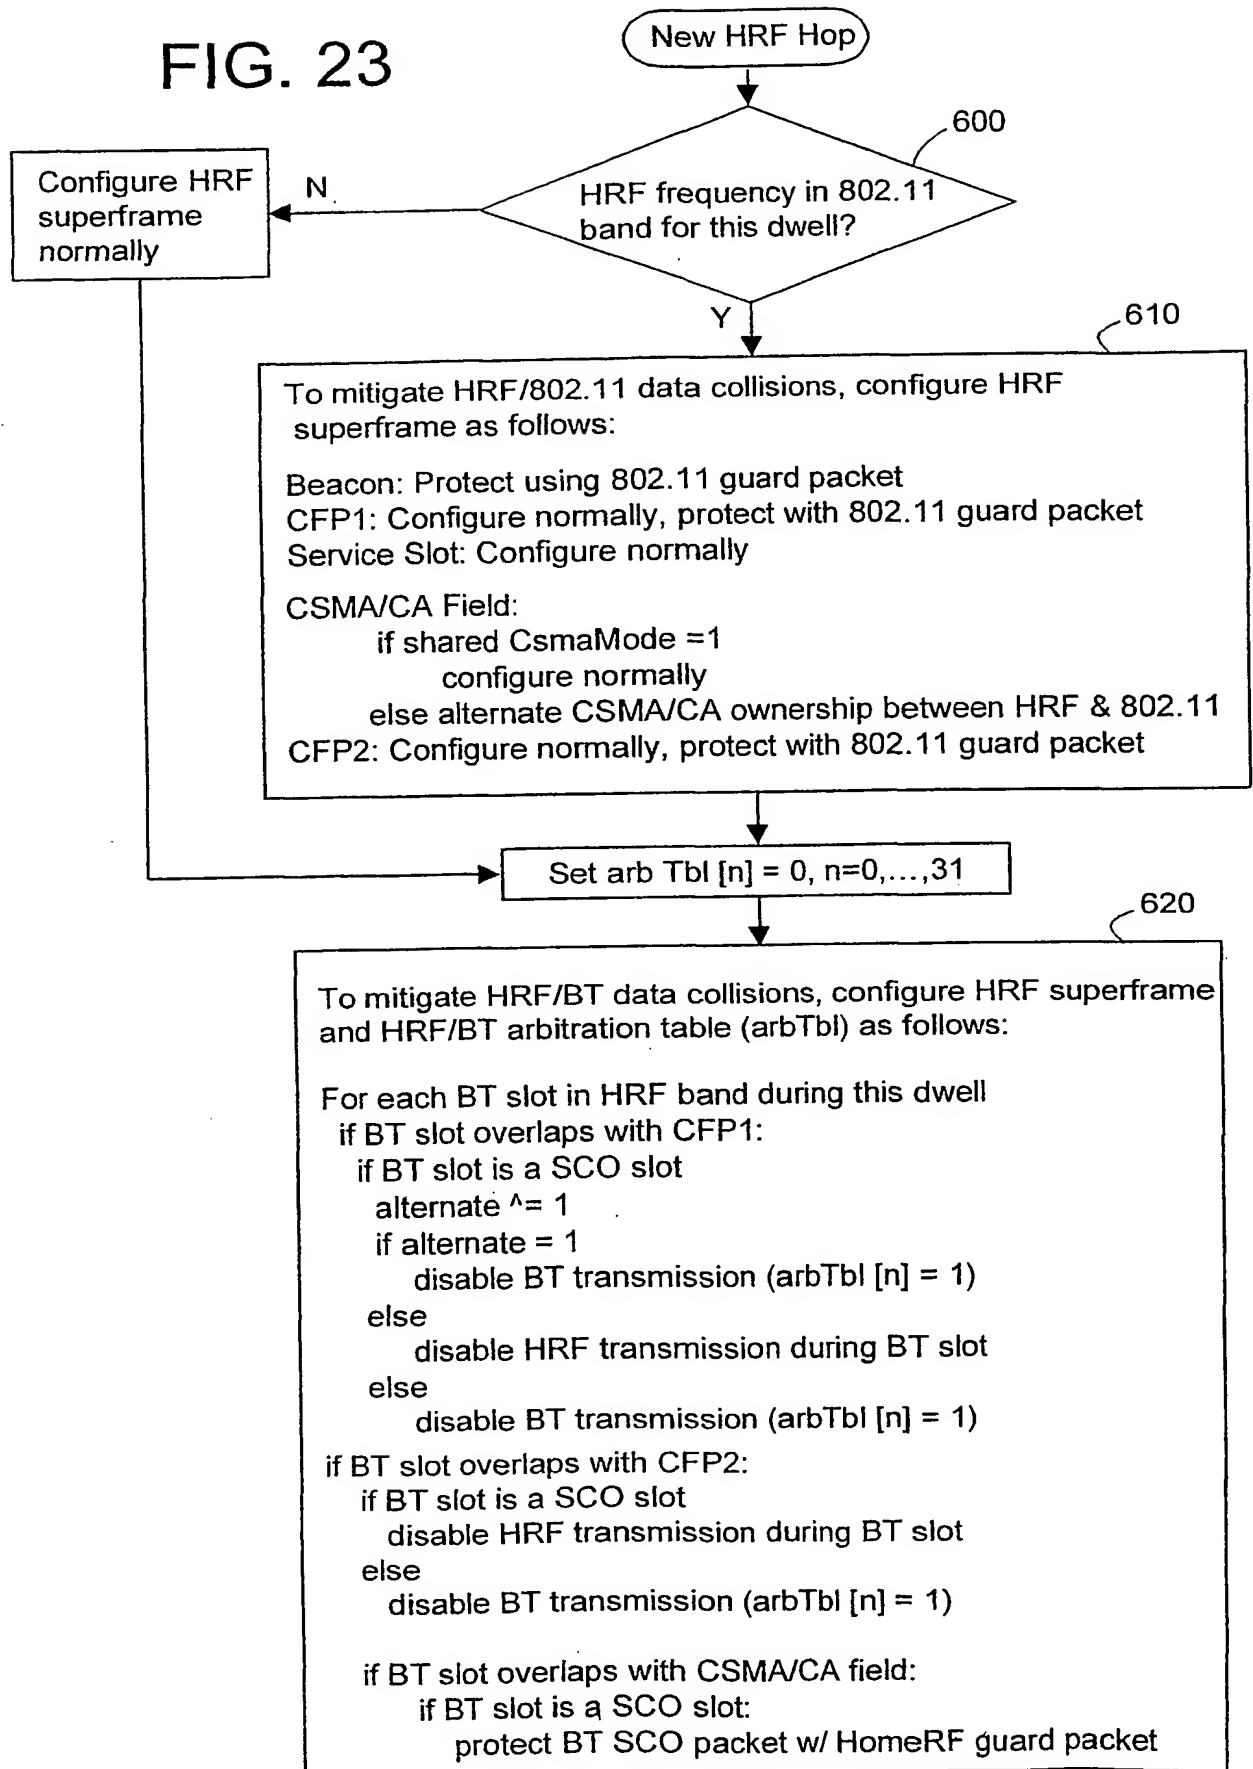 FIG. 23
New HRF Hop
600
HRF frequency in 802.11
band for this dwell?
N
Configure HRF
superframe
normally
Y
610
To mitigate HRF/802.11 data collisions, configure HRF
superframe as follows:
Beacon: Protect using 802.11 guard packet
CFP1: Configure normally, protect with 802.11 guard packet
Service Slot: Configure normally
CSMA/CA Field:
if shared CsmaMode =1
configure normally
else alternate CSMA/CA ownership between HRF & 802.11
CFP2: Configure normally, protect with 802.11 guard packet
Set arb Tbl [n] = 0, n=0,...,31
620
To mitigate HRF/BT data collisions, configure HRF superframe
and HRF/BT arbitration table (arbTbl) as follows:
For each BT slot in HRF band during this dwell
if BT slot overlaps with CFP1:
if BT slot is a SCO slot
alternate ^= 1
if alternate = 1
disable BT transmission (arbTbl [n] = 1)
else
disable HRF transmission during BT slot
else
disable BT transmission (arbTbl [n] = 1)
if BT slot overlaps with CFP2:
if BT slot is a SCO slot
disable HRF transmission during BT slot
else
disable BT transmission (arbTbl [n] = 1)
if BT slot overlaps with CSMA/CA field:
if BT slot is a SCO slot:
protect BT SCO packet w/ HomeRF guard packet